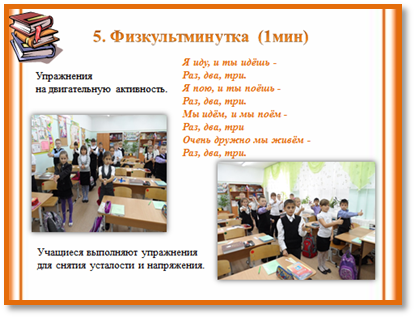 5. Физкультминутка (1мин)
Упражнения
на двигательную активность.
Я иду, и ты идёшь -
Раз, два, три.
Я пою, и ты поёшь -
Раз, два, три.
Мы идём, и мы поём -
Раз, два, три
Очень дружно мы живём -
Раз, два, три.
Учащиеся выполняют упражнения
для снятия усталости и напряжения.